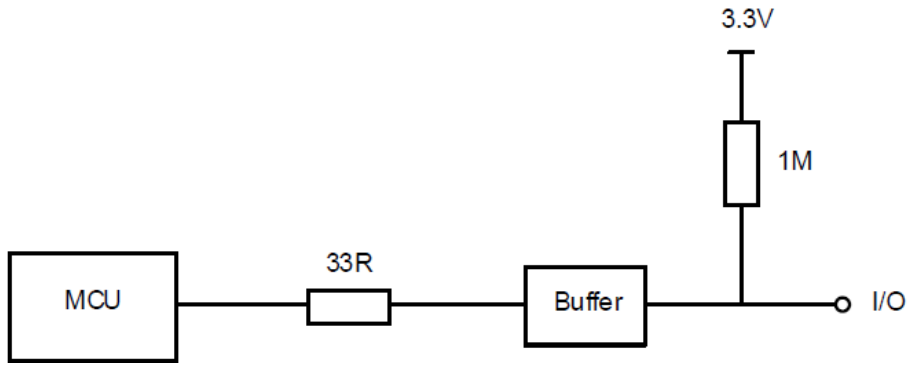 3.3V
1M
33R
MCU
Buffer
I/O